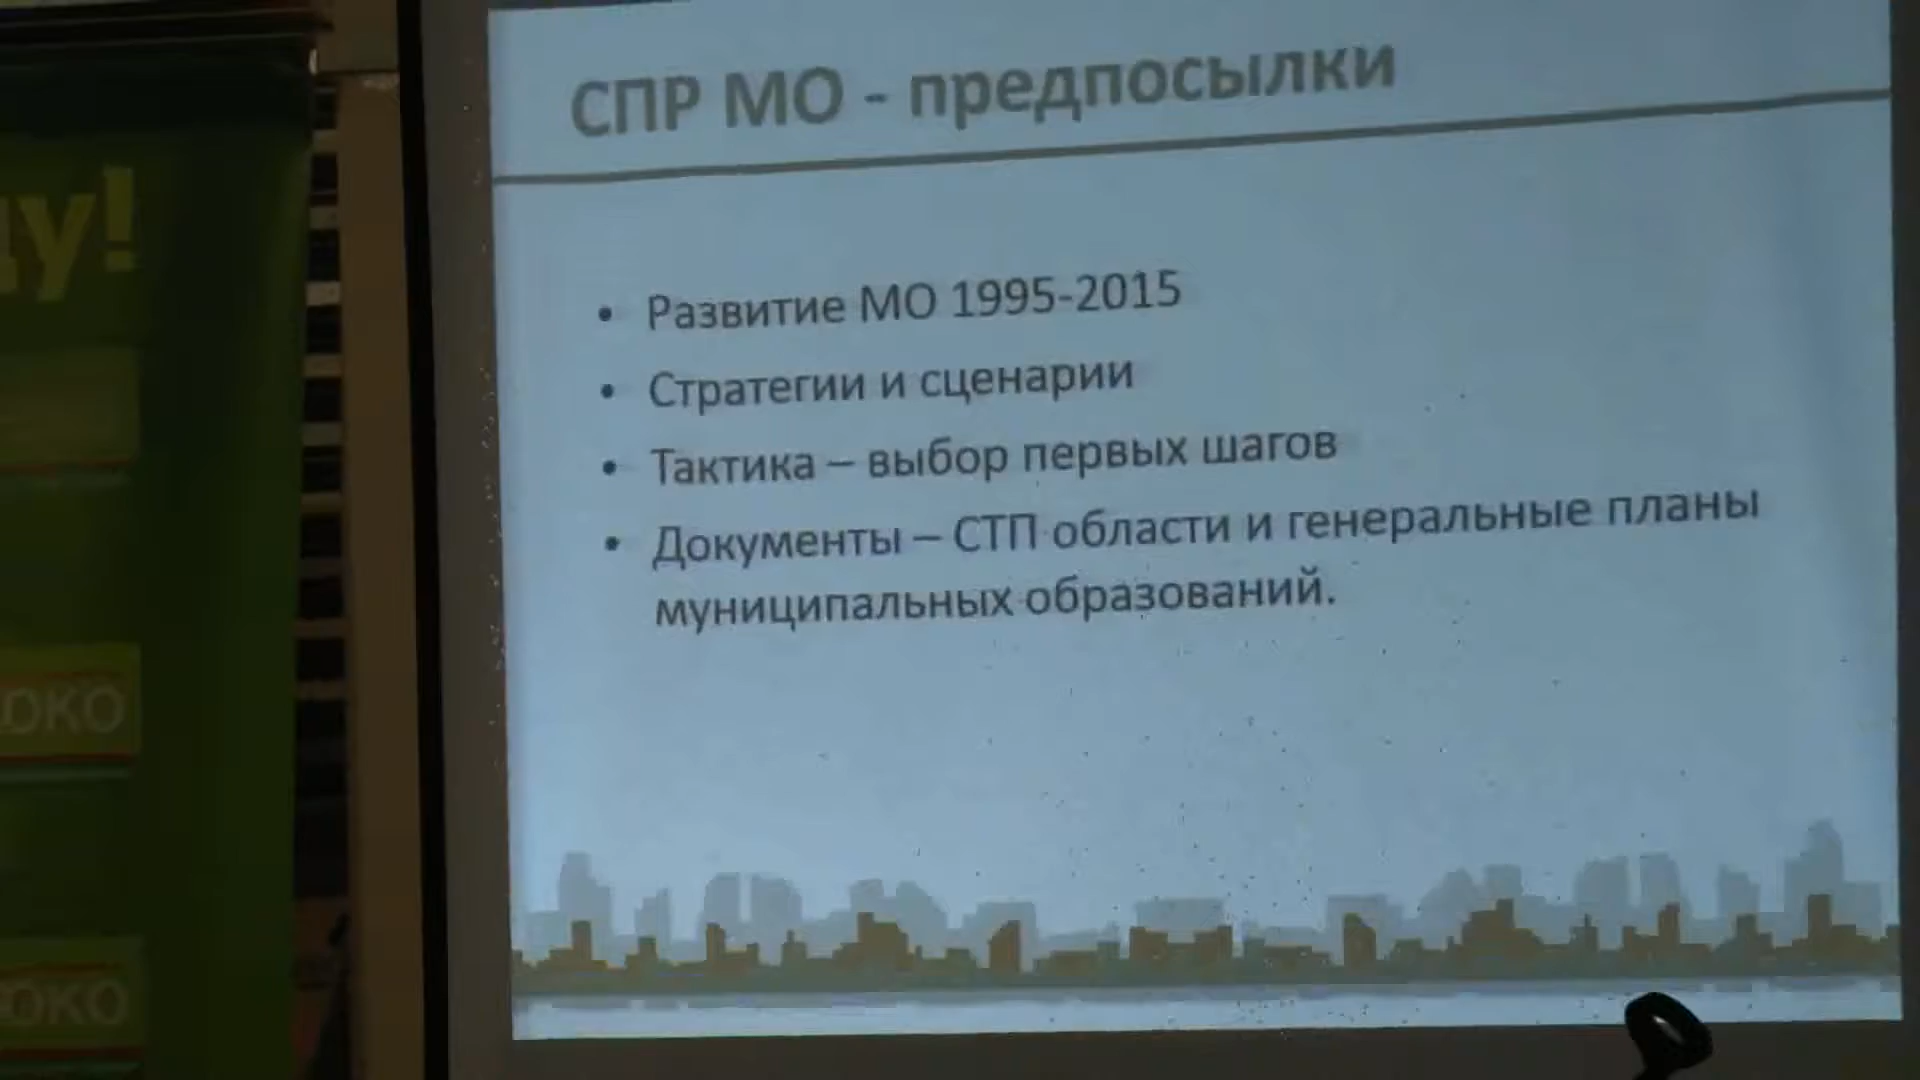 СПР МО - предпосылки
• Развитие МО 1995-2015
• Стратегии и сценарии
• Тактика – выбор первых шагов
• Документы – СТП области и генеральные планы
муниципальных образований.